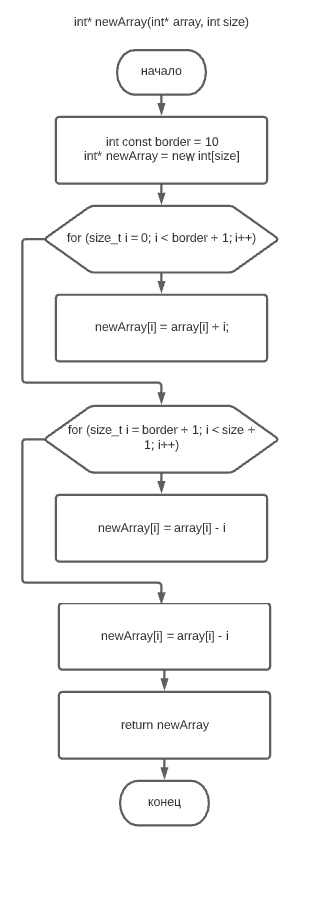 int* newArray(int* array, int size)
начало
int const border = 10
int* newArray = new int[size]
for (size_t i = 0; i < border + 1; i++)
newArray[i] = array[i] + i;
for (size_t i = border + 1; i < size +
1; i++)
newArray[i] = array[i] - i
newArray[i] = array[i] - i
return newArray
конец